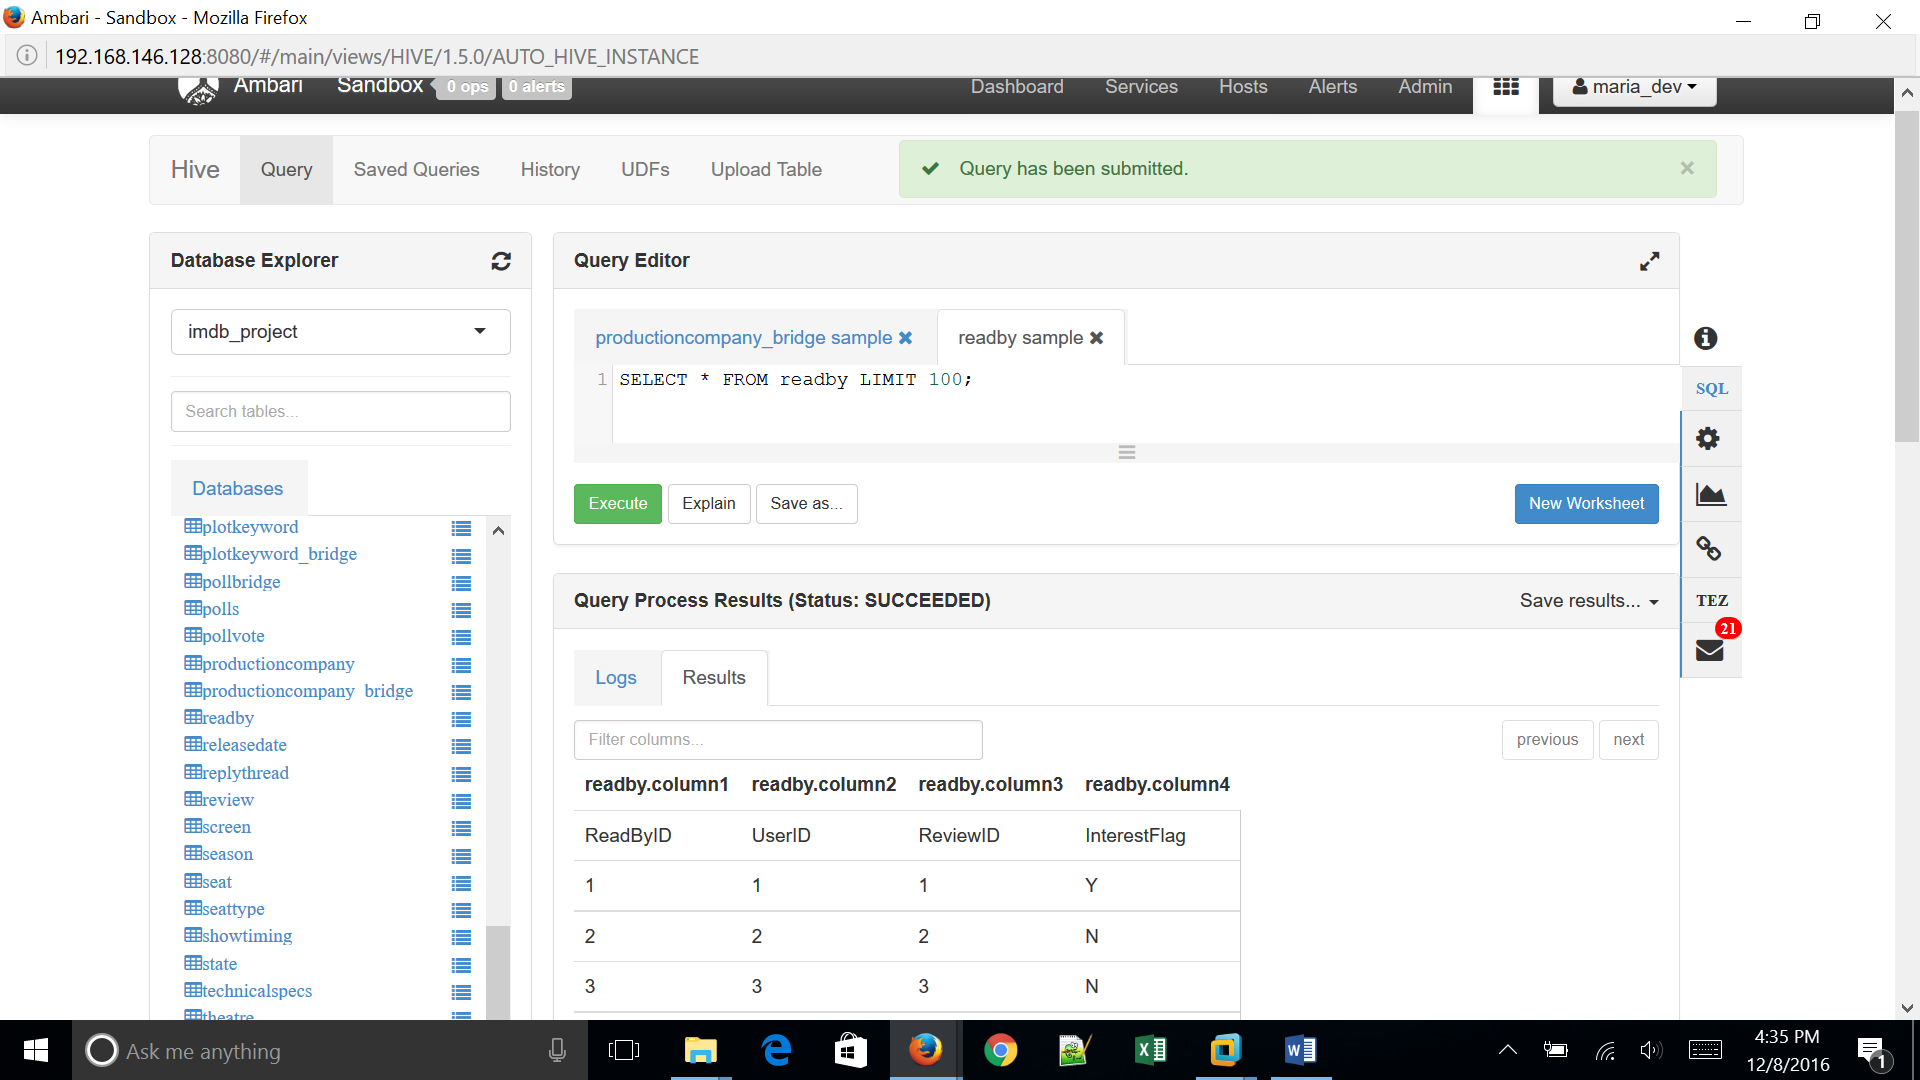 Ambari - Sandbox - Mozilla Firefox
192.168.146.128:8080/#/main/views/HIVE/1.5.0/AUTO_HIVE_INSTANCE
Ambari Sandbox 0 ops 0 alerts Dashboard Services Hosts Alerts Admin maria_dev
Hive Query Saved Queries History UDFs Upload Table Query has been submitted.
Database Explorer
imdb_project
Search tables...
Databases
plotkeyword
plotkeyword_bridge
pollbridge
polls
pollvote
productioncompany
productioncompany_bridge
readby
releasedate
replythread
review
screen
season
seat
seattype
showtiming
state
technicalspecs
theatre
Query Editor
productioncompany_bridge sample readby sample
1 SELECT * FROM readby LIMIT 100;
Execute Explain Save as... New Worksheet
SQL
TEZ
21
Query Process Results (Status: SUCCEEDED) Save results...
Logs Results
Filter columns... previous next
readby.column1 readby.column2 readby.column3 readby.column4
ReadByID UserID ReviewID InterestFlag
1 1 1 Y
2 2 2 N
3 3 3 N
Ask me anything
4:35 PM
12/8/2016
1